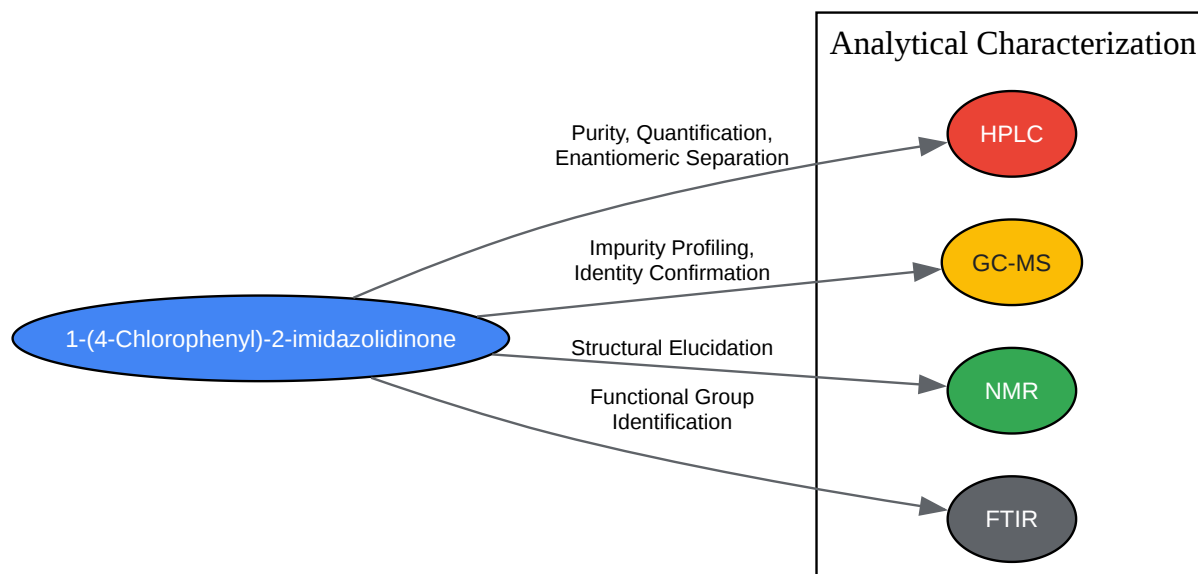 Analytical Characterization
1-(4-Chlorophenyl)-2-imidazolidinone
Purity, Quantification,
Enantiomeric Separation
HPLC
Impurity Profiling,
Identity Confirmation
GC-MS
Structural Elucidation
NMR
Functional Group
Identification
FTIR